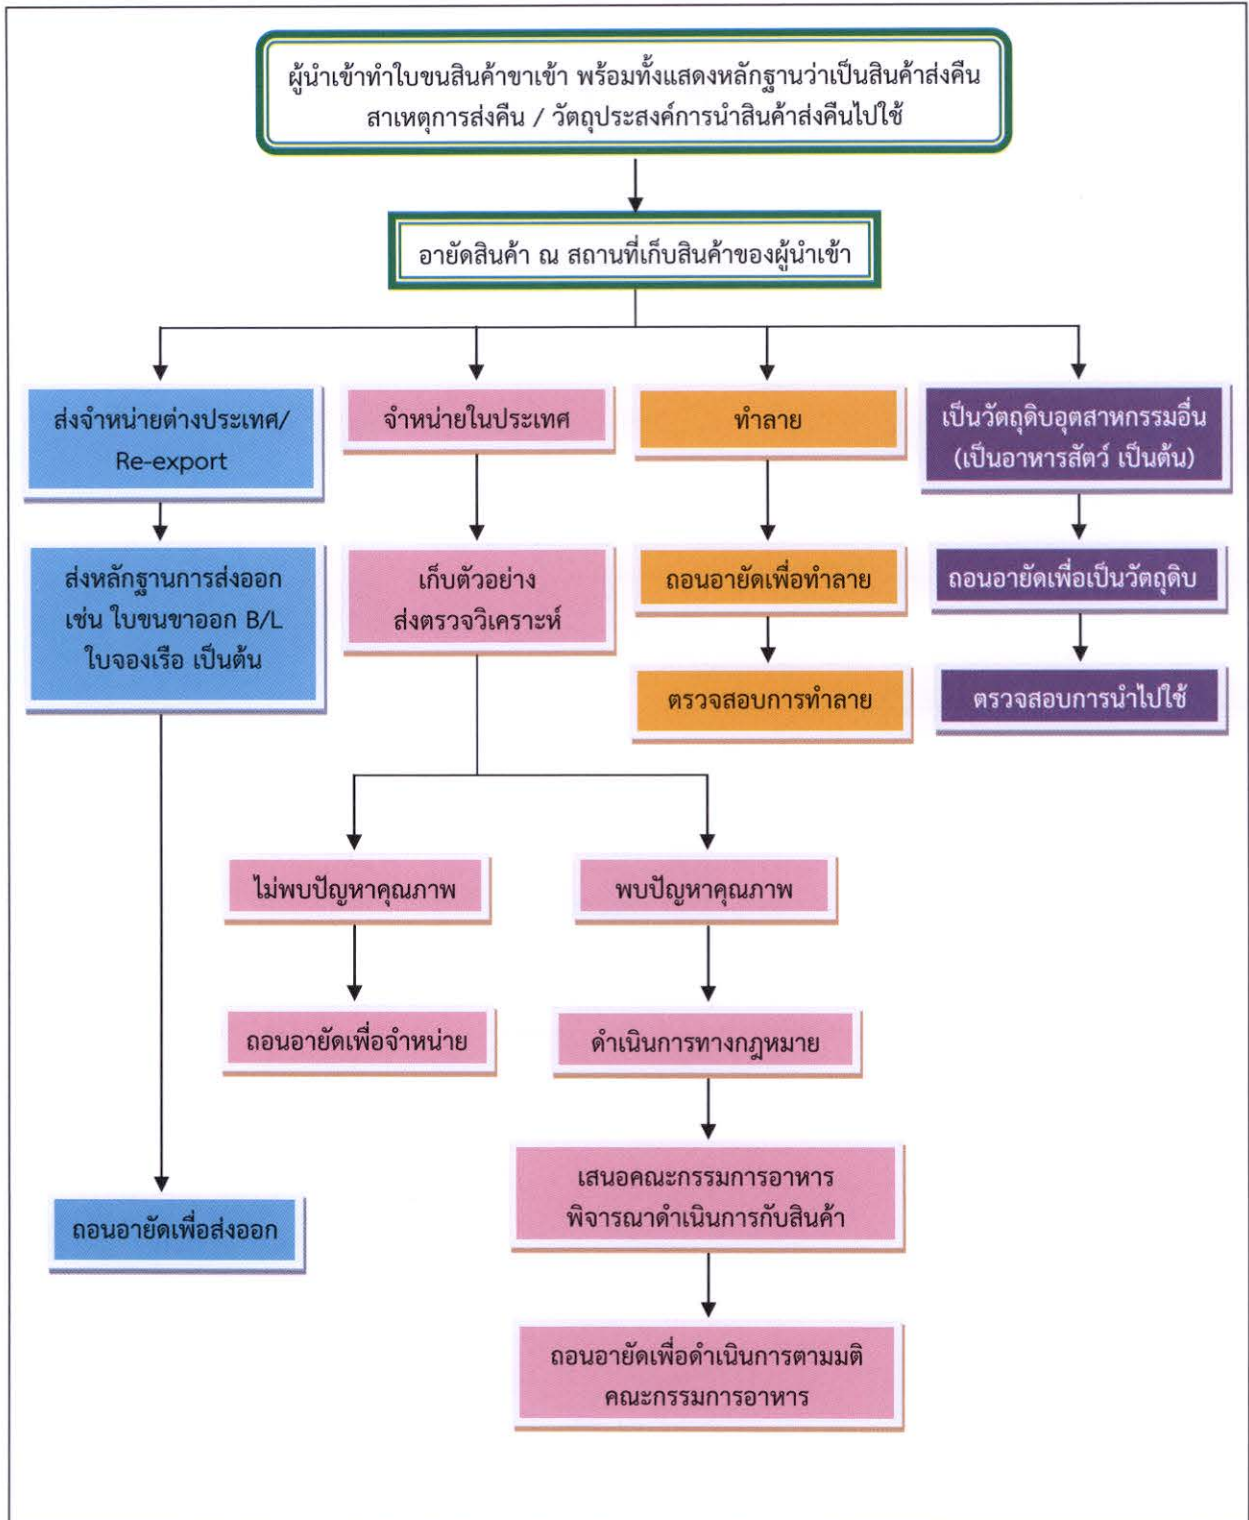 ผู้นำเข้าทำใบขนสินค้าขาเข้า พร้อมทั้งแสดงหลักฐานว่าเป็นสินค้าส่งคืน
สาเหตุการส่งคืน / วัตถุประสงค์การนำสินค้าส่งคืนไปใช้
อายัดสินค้า ณ สถานที่เก็บสินค้าของผู้นำเข้า
ส่งจำหน่ายต่างประเทศ/
Re-export
จำหน่ายในประเทศ
ทำลาย
เป็นวัตถุดิบอุตสาหกรรมอื่น
(เป็นอาหารสัตว์ เป็นต้น)
ส่งหลักฐานการส่งออก
เช่น ใบขนขาออก B/L
ใบจองเรือ เป็นต้น
เก็บตัวอย่าง
ส่งตรวจวิเคราะห์
ถอนอายัดเพื่อทำลาย
ถอนอายัดเพื่อเป็นวัตถุดิบ
ตรวจสอบการทำลาย
ตรวจสอบการนำไปใช้
ไม่พบปัญหาคุณภาพ
พบปัญหาคุณภาพ
ถอนอายัดเพื่อจำหน่าย
ดำเนินการทางกฎหมาย
เสนอคณะกรรมการอาหาร
พิจารณาดำเนินการกับสินค้า
ถอนอายัดเพื่อส่งออก
ถอนอายัดเพื่อดำเนินการตามมติ
คณะกรรมการอาหาร